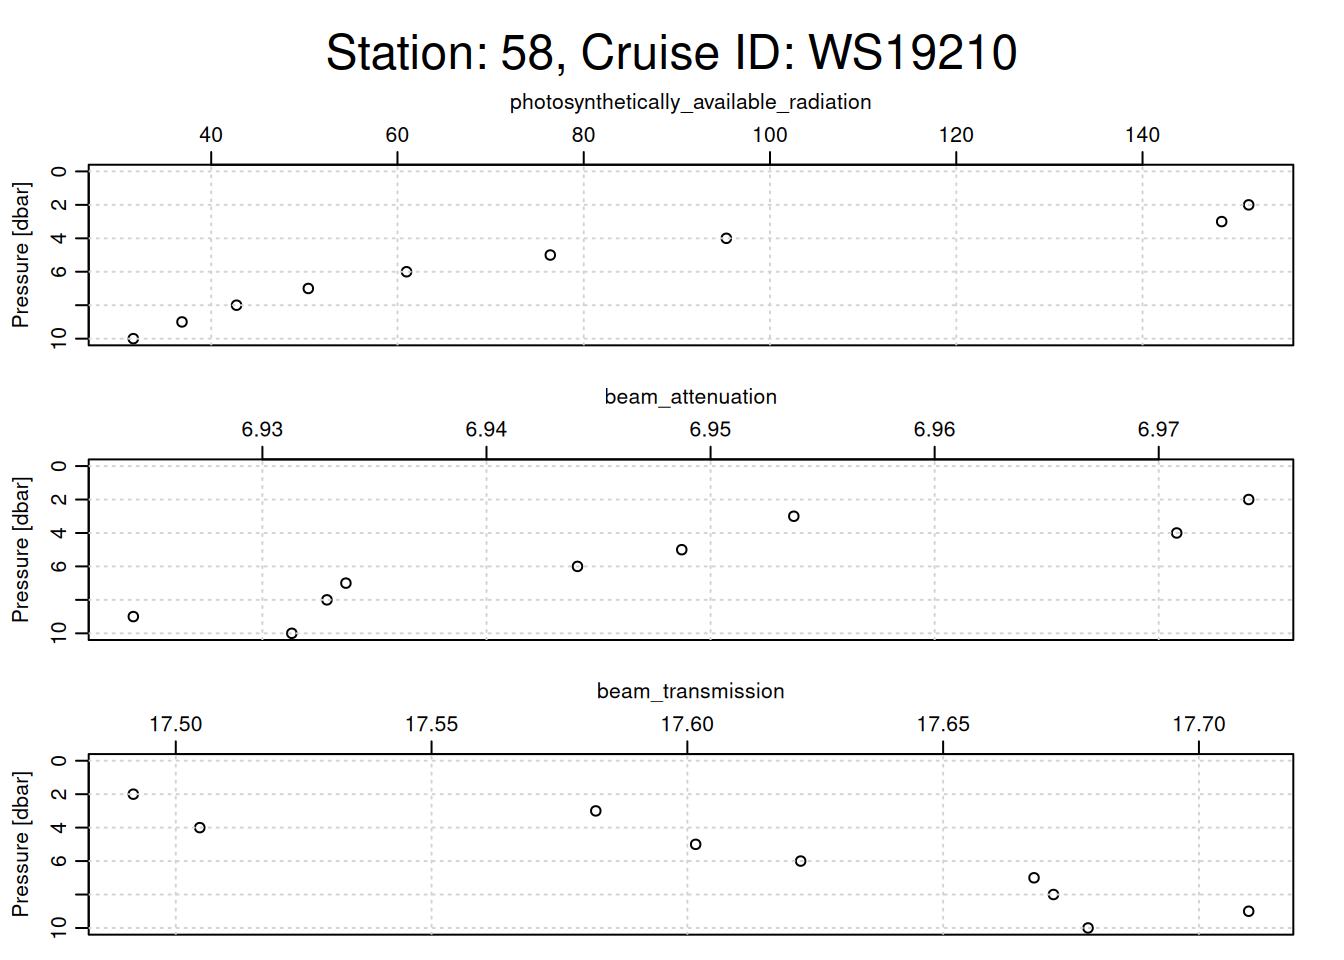 Station: 58, Cruise ID: WS19210
photosynthetically_available_radiation
40 60 80 100 120 140
Pressure [dbar]
0
2
4
6
10
beam_attenuation
6.93 6.94 6.95 6.96 6.97
Pressure [dbar]
0
2
4
6
10
beam_transmission
17.50 17.55 17.60 17.65 17.70
Pressure [dbar]
0
2
4
6
10